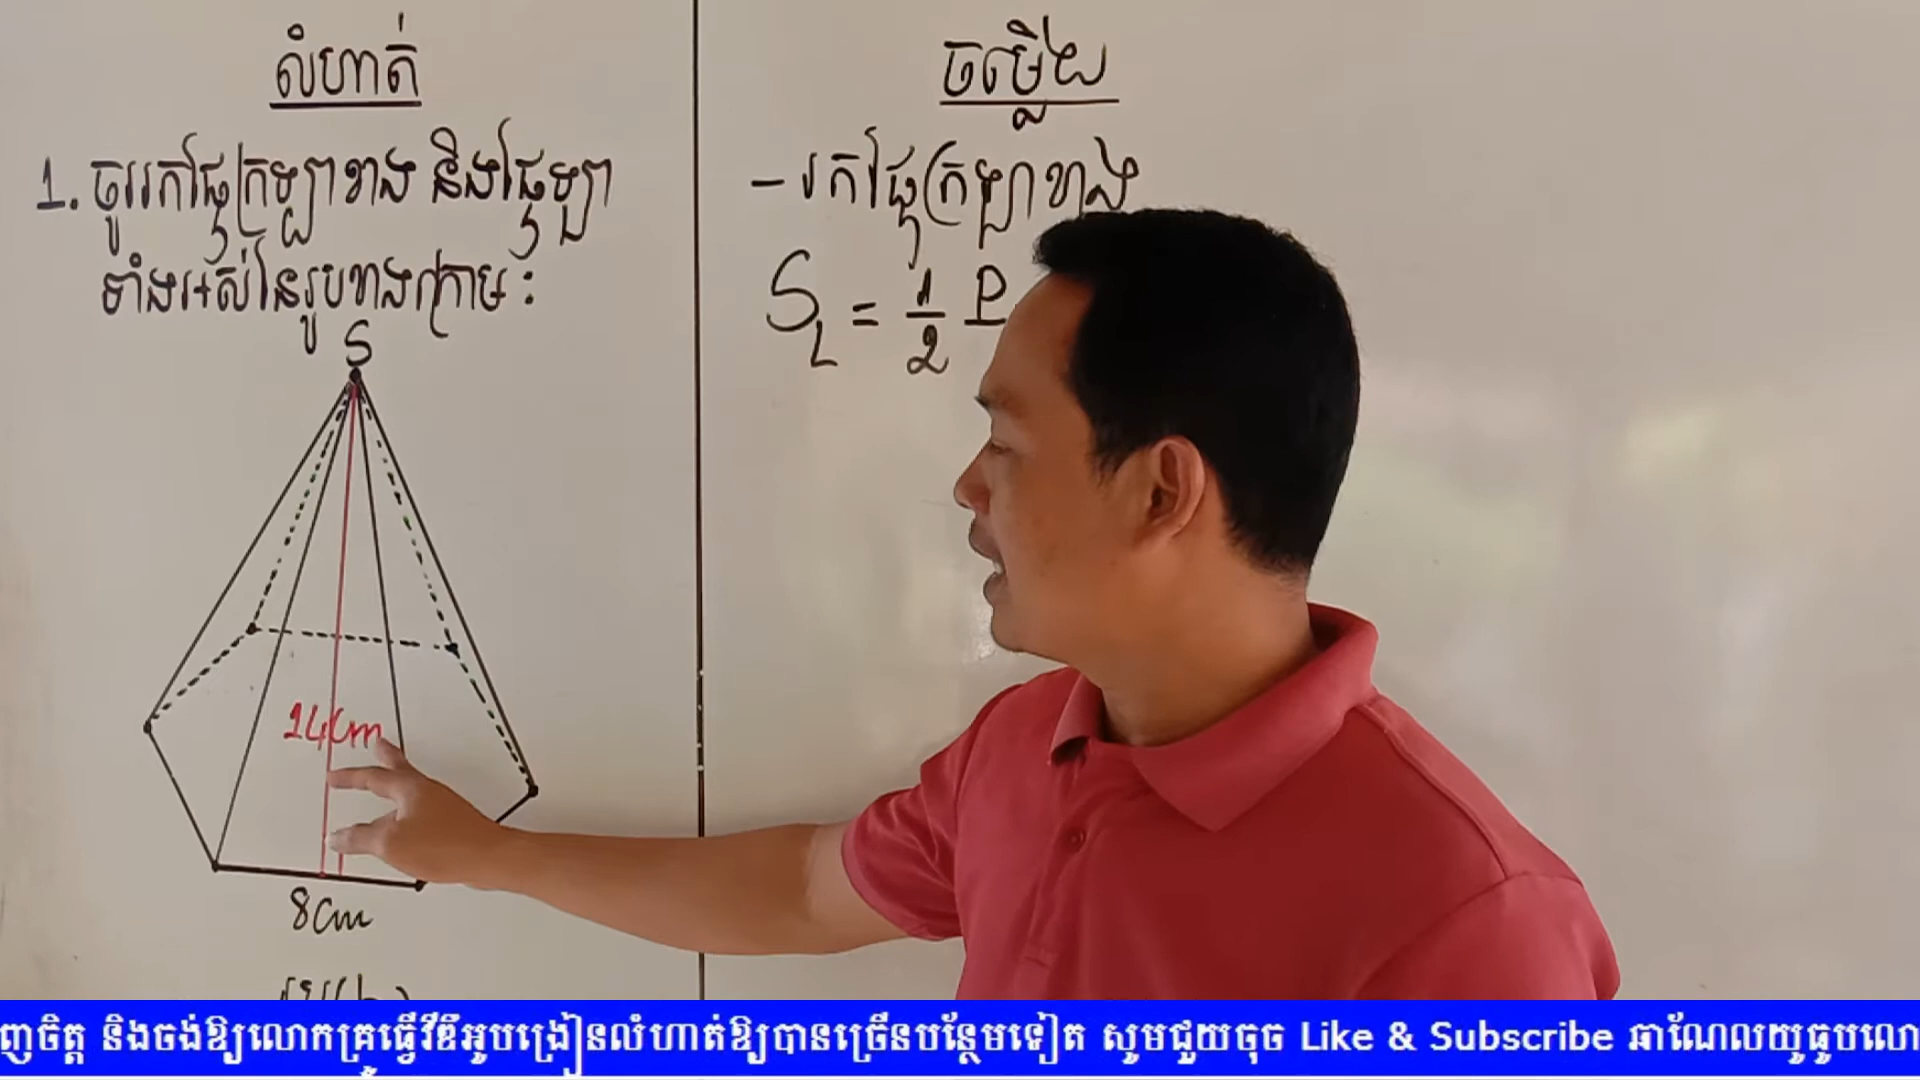 លំហាត់
1. ចូររកផ្ទៃក្រឡាខាង និងផ្ទៃក្រឡា
ទាំងអស់នៃរូបខាងក្រោម :
S
14cm
8cm
ចម្លើយ
- រកផ្ទៃក្រឡាខាង
S_L = 1/2 P
ញចិត្ត និងចង់ឱ្យលោកគ្រូធ្វើវីឌីអូបង្រៀនលំហាត់ឱ្យបានច្រើនបន្ថែមទៀត សូមជួយចុច Like & Subscribe ឆាណែលយូធូបលោ